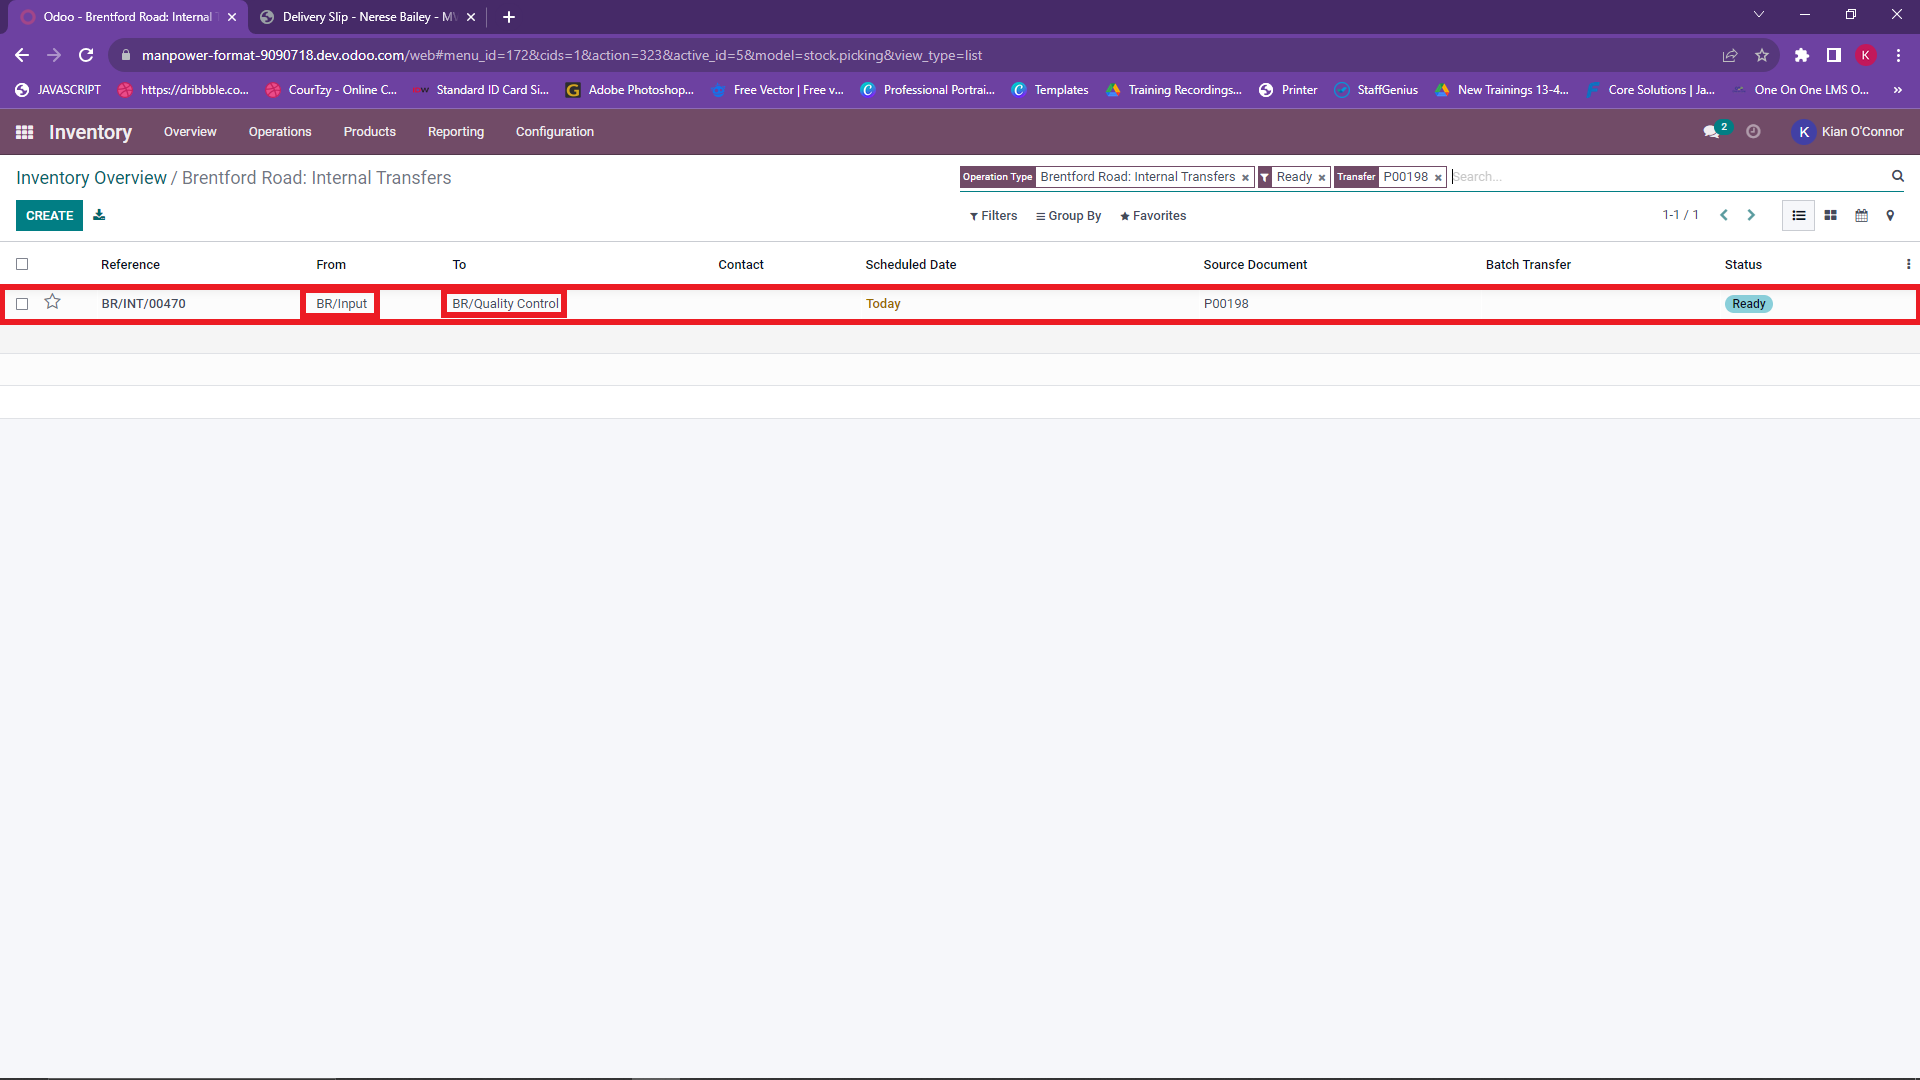 Odoo - Brentford Road: Internal
Delivery Slip - Nerese Bailey - MV
manpower-format-9090718.dev.odoo.com/web#menu_id=172&cids=1&action=323&active_id=5&model=stock.picking&view_type=list
K
JAVASCRIPT
https://dribbble.co...
CourTzy - Online C...
Standard ID Card Si...
Adobe Photoshop...
Free Vector | Free v...
Professional Portrai...
Templates
Training Recordings...
Printer
StaffGenius
New Trainings 13-4...
Core Solutions | Ja...
One On One LMS O...
»
Inventory Overview Operations Products Reporting Configuration
2
K Kian O'Connor
Inventory Overview / Brentford Road: Internal Transfers
Operation Type Brentford Road: Internal Transfers × Ready × Transfer P00198 × Search...
CREATE
Filters Group By Favorites
1-1 / 1
Reference From To Contact Scheduled Date Source Document Batch Transfer Status
BR/INT/00470 BR/Input BR/Quality Control Today P00198 Ready